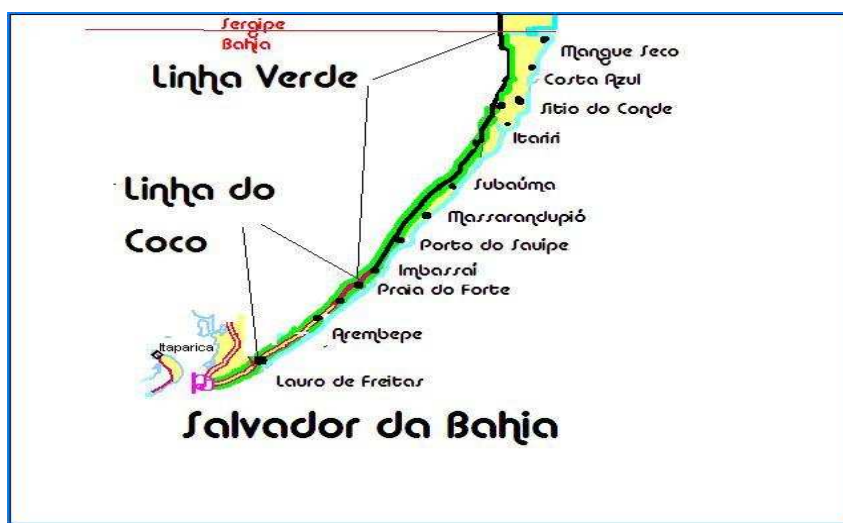 Sergipe
Bahia
Linha Verde
Mangue Seco
Costa Azul
Sitio do Conde
Itariri
Subaúma
Linha do
Coco
Massarandupió
Porto do Sauipe
Imbassaí
Praia do Forte
Arembepe
Itaparica
Lauro de Freitas
Salvador da Bahia